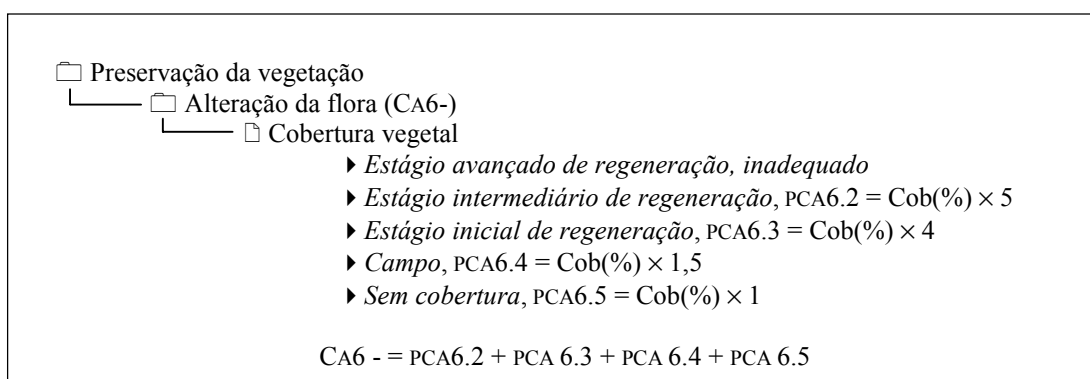 Preservação da vegetação
Alteração da flora (CA6-)
Cobertura vegetal
Estágio avançado de regeneração, inadequado
Estágio intermediário de regeneração, PCA6.2 = Cob(%) × 5
Estágio inicial de regeneração, PCA6.3 = Cob(%) × 4
Campo, PCA6.4 = Cob(%) × 1,5
Sem cobertura, PCA6.5 = Cob(%) × 1
CA6 - = PCA6.2 + PCA 6.3 + PCA 6.4 + PCA 6.5